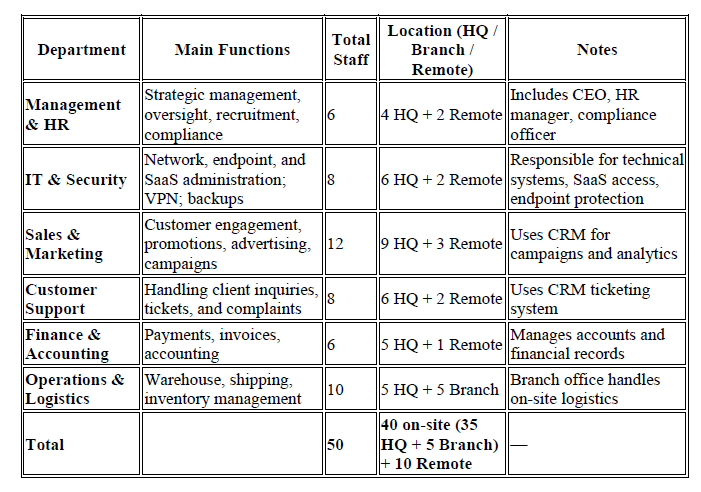 Department
Main Functions
Total
Staff
Location (HQ /
Branch /
Remote)
Notes
Management
& HR
Strategic management,
oversight, recruitment,
compliance
6
4 HQ + 2 Remote
Includes CEO, HR
manager, compliance
officer
IT & Security
Network, endpoint, and
SaaS administration;
VPN; backups
8
6 HQ + 2 Remote
Responsible for technical
systems, SaaS access,
endpoint protection
Sales &
Marketing
Customer engagement,
promotions, advertising,
campaigns
12
9 HQ + 3 Remote
Uses CRM for
campaigns and analytics
Customer
Support
Handling client inquiries,
tickets, and complaints
8
6 HQ + 2 Remote
Uses CRM ticketing
system
Finance &
Accounting
Payments, invoices,
accounting
6
5 HQ + 1 Remote
Manages accounts and
financial records
Operations &
Logistics
Warehouse, shipping,
inventory management
10
5 HQ + 5 Branch
Branch office handles
on-site logistics
Total
50
40 on-site (35
HQ + 5 Branch)
+ 10 Remote
—